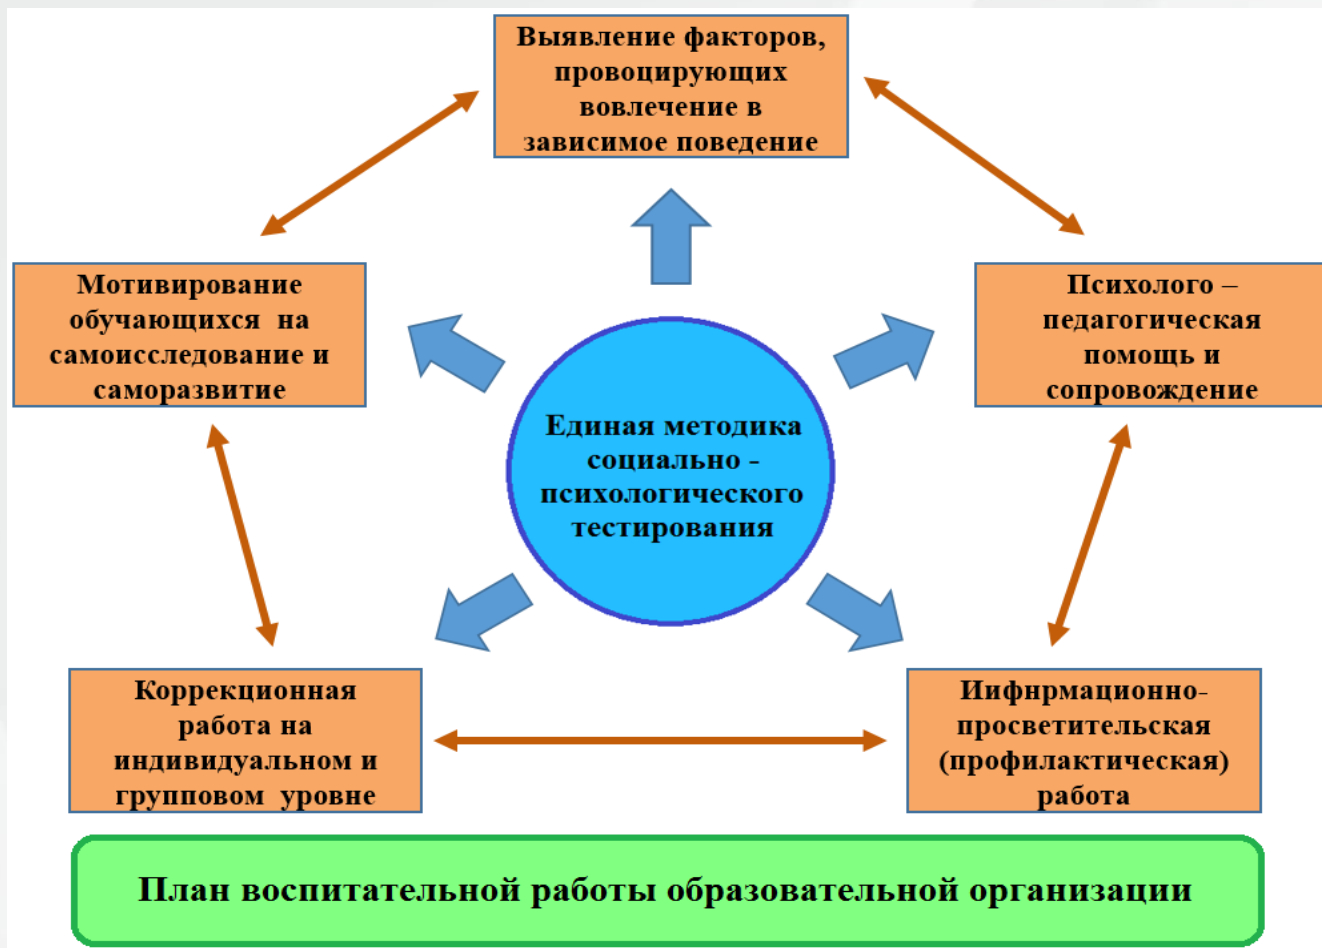 Выявление факторов,
провоцирующих
вовлечение в
зависимое поведение
Мотивирование
обучающихся на
самоисследование и
саморазвитие
Психолого –
педагогическая
помощь и
сопровождение
Единая методика
социально -
психологического
тестирования
Коррекционная
работа на
индивидуальном и
групповом уровне
Иифнрмационно-
просветительская
(профилактическая)
работа
План воспитательной работы образовательной организации